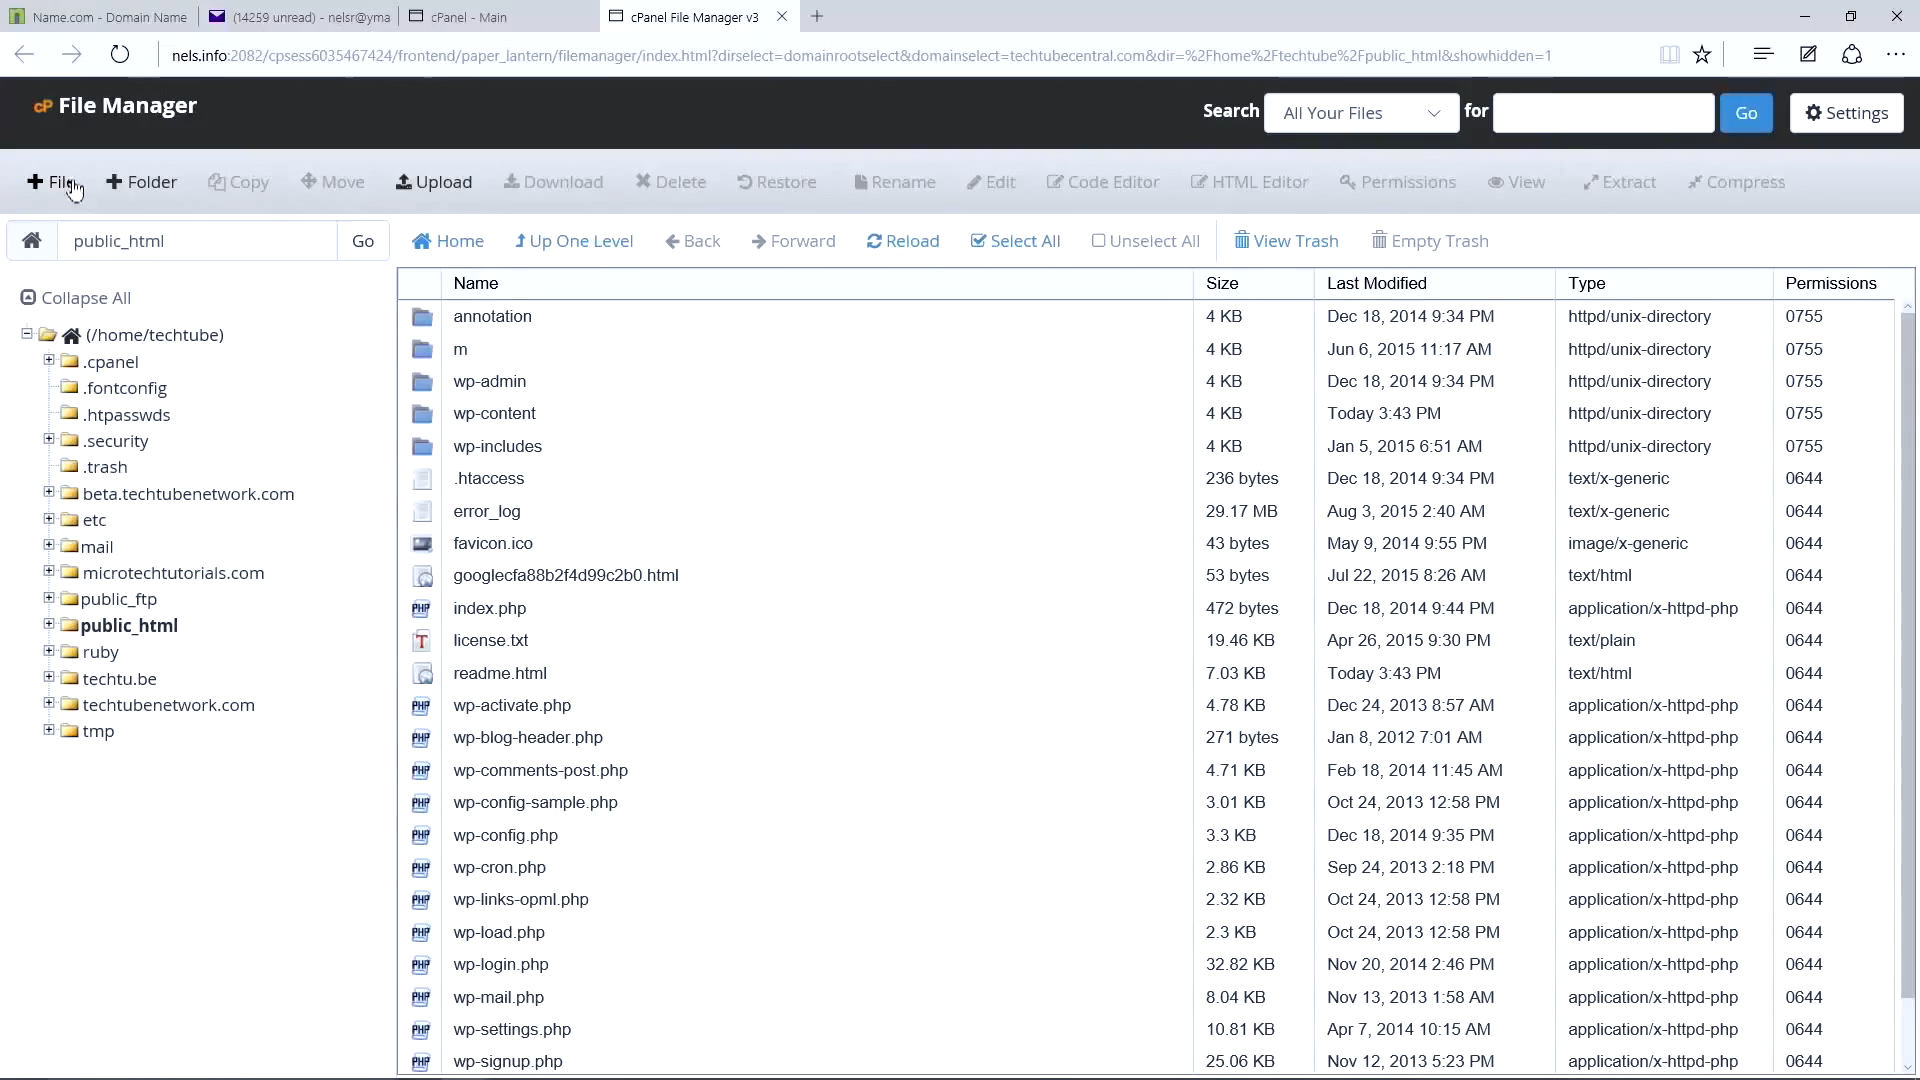 Name.com - Domain Name
(14259 unread) - nelsr@yma
cPanel - Main
cPanel File Manager v3
nels.info:2082/cpsess6035467424/frontend/paper_lantern/filemanager/index.html?dirselect=domainrootselect&domainselect=techtubecentral.com&dir=%2Fhome%2Ftechtube%2Fpublic_html&showhidden=1
cP File Manager
Search All Your Files for Go Settings
File Folder Copy Move Upload Download Delete Restore Rename Edit Code Editor HTML Editor Permissions View Extract Compress
public_html Go Home Up One Level Back Forward Reload Select All Unselect All View Trash Empty Trash
Collapse All
(/home/techtube)
.cpanel
.fontconfig
.htpasswds
.security
.trash
beta.techtubenetwork.com
etc
mail
microtechtutorials.com
public_ftp
public_html
ruby
techtu.be
techtubenetwork.com
tmp
Name Size Last Modified Type Permissions
annotation 4 KB Dec 18, 2014 9:34 PM httpd/unix-directory 0755
m 4 KB Jun 6, 2015 11:17 AM httpd/unix-directory 0755
wp-admin 4 KB Dec 18, 2014 9:34 PM httpd/unix-directory 0755
wp-content 4 KB Today 3:43 PM httpd/unix-directory 0755
wp-includes 4 KB Jan 5, 2015 6:51 AM httpd/unix-directory 0755
.htaccess 236 bytes Dec 18, 2014 9:34 PM text/x-generic 0644
error_log 29.17 MB Aug 3, 2015 2:40 AM text/x-generic 0644
favicon.ico 43 bytes May 9, 2014 9:55 PM image/x-generic 0644
googlecfa88b2f4d99c2b0.html 53 bytes Jul 22, 2015 8:26 AM text/html 0644
PHP index.php 472 bytes Dec 18, 2014 9:44 PM application/x-httpd-php 0644
T license.txt 19.46 KB Apr 26, 2015 9:30 PM text/plain 0644
readme.html 7.03 KB Today 3:43 PM text/html 0644
PHP wp-activate.php 4.78 KB Dec 24, 2013 8:57 AM application/x-httpd-php 0644
PHP wp-blog-header.php 271 bytes Jan 8, 2012 7:01 AM application/x-httpd-php 0644
PHP wp-comments-post.php 4.71 KB Feb 18, 2014 11:45 AM application/x-httpd-php 0644
PHP wp-config-sample.php 3.01 KB Oct 24, 2013 12:58 PM application/x-httpd-php 0644
PHP wp-config.php 3.3 KB Dec 18, 2014 9:35 PM application/x-httpd-php 0644
PHP wp-cron.php 2.86 KB Sep 24, 2013 2:18 PM application/x-httpd-php 0644
PHP wp-links-opml.php 2.32 KB Oct 24, 2013 12:58 PM application/x-httpd-php 0644
PHP wp-load.php 2.3 KB Oct 24, 2013 12:58 PM application/x-httpd-php 0644
PHP wp-login.php 32.82 KB Nov 20, 2014 2:46 PM application/x-httpd-php 0644
PHP wp-mail.php 8.04 KB Nov 13, 2013 1:58 AM application/x-httpd-php 0644
PHP wp-settings.php 10.81 KB Apr 7, 2014 10:15 AM application/x-httpd-php 0644
PHP wp-signup.php 25.06 KB Nov 12, 2013 5:23 PM application/x-httpd-php 0644